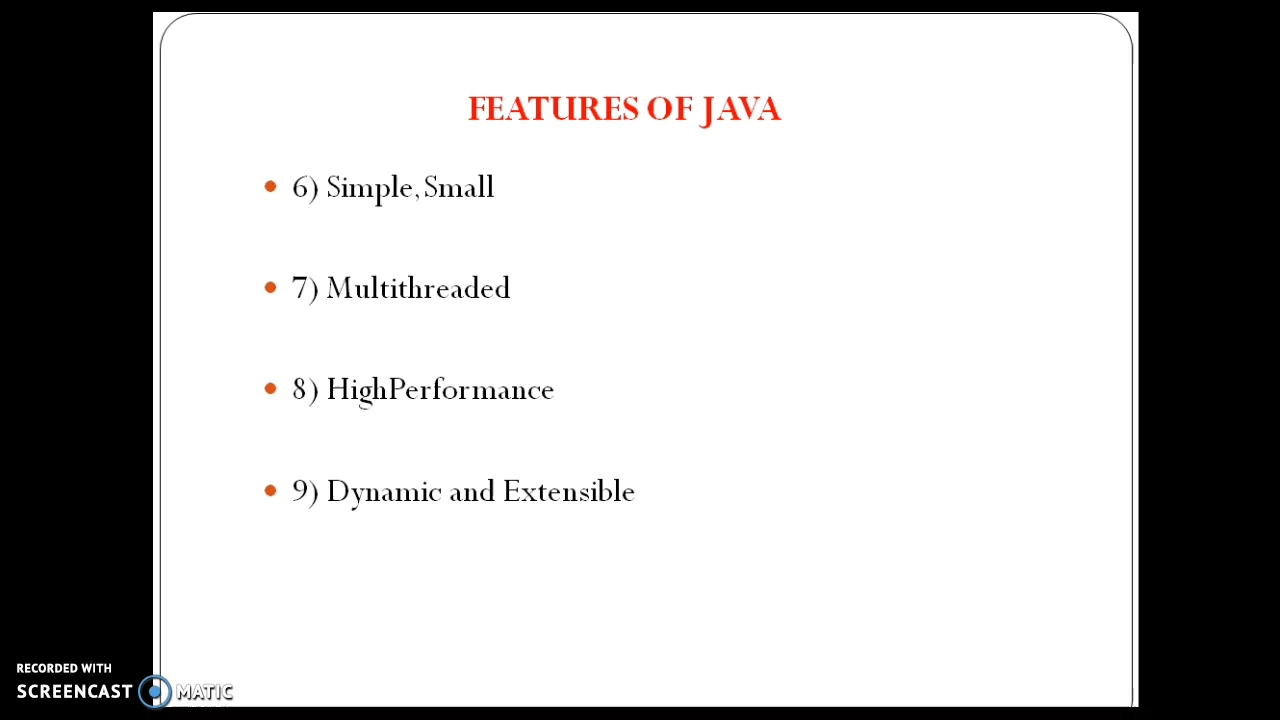 FEATURES OF JAVA
6) Simple, Small
7) Multithreaded
8) HighPerformance
9) Dynamic and Extensible
RECORDED WITH
SCREENCAST MATIC